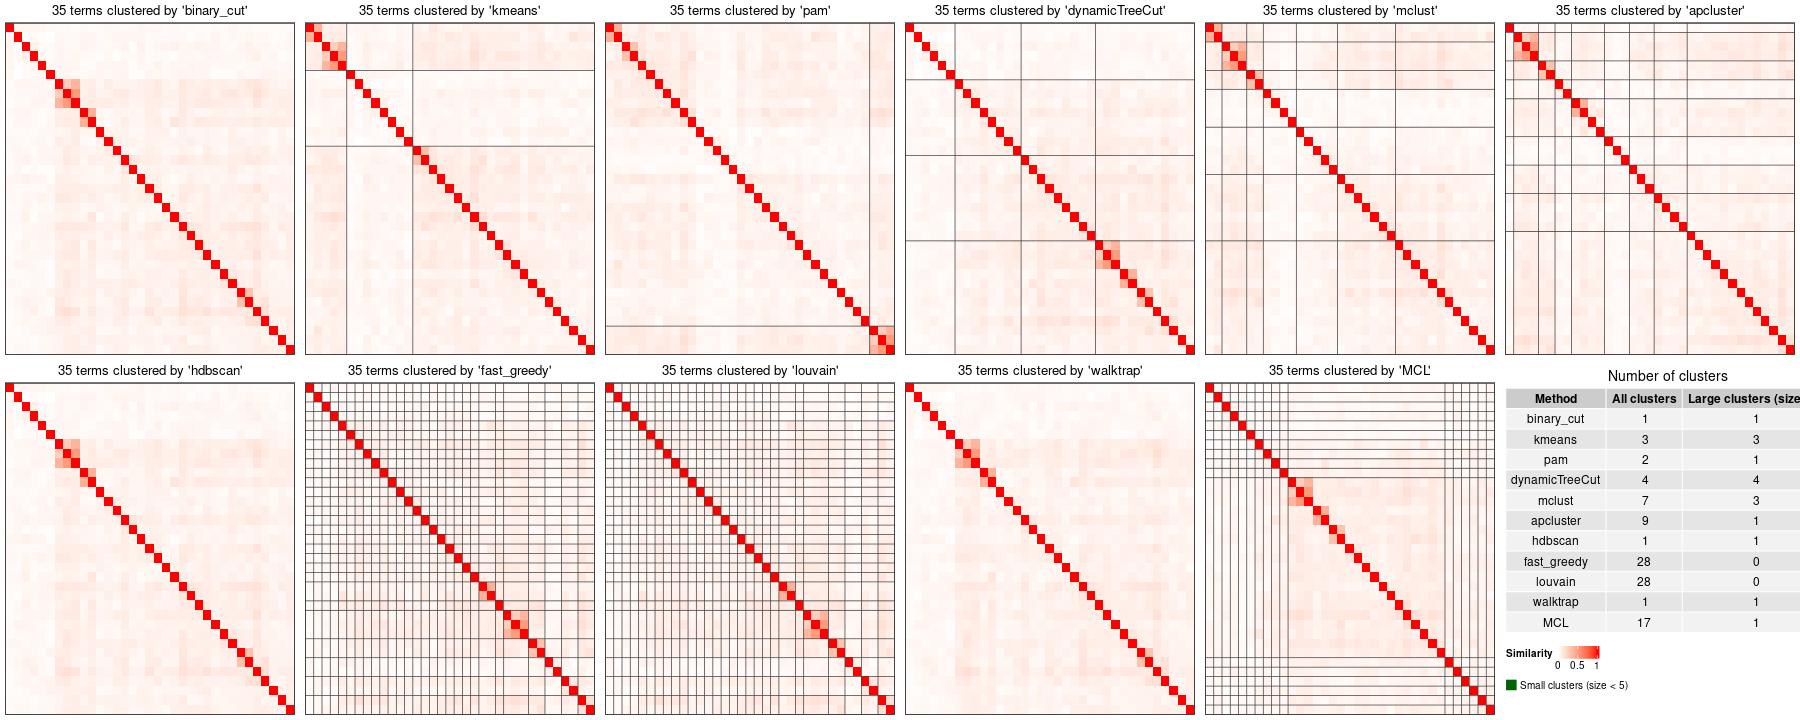 35 terms clustered by 'binary_cut'
35 terms clustered by 'kmeans'
35 terms clustered by 'pam'
35 terms clustered by 'dynamicTreeCut'
35 terms clustered by 'mclust'
35 terms clustered by 'apcluster'
35 terms clustered by 'hdbscan'
35 terms clustered by 'fast_greedy'
35 terms clustered by 'louvain'
35 terms clustered by 'walktrap'
35 terms clustered by 'MCL'
Number of clusters
Method All clusters Large clusters (size
binary_cut 1 1
kmeans 3 3
pam 2 1
dynamicTreeCut 4 4
mclust 7 3
apcluster 9 1
hdbscan 1 1
fast_greedy 28 0
louvain 28 0
walktrap 1 1
MCL 17 1
Similarity
0 0.5 1
Small clusters (size < 5)